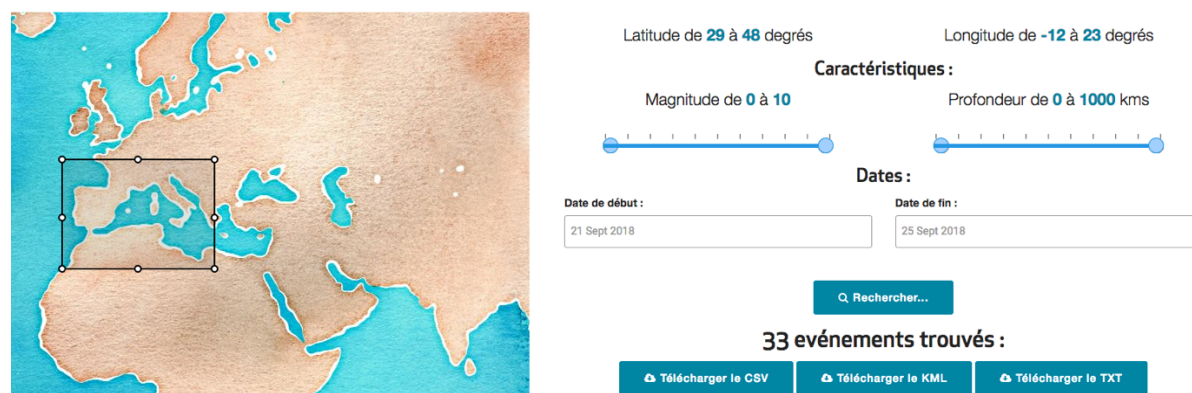 Latitude de 29 à 48 degrés
Longitude de -12 à 23 degrés
Caractéristiques :
Magnitude de 0 à 10
Profondeur de 0 à 1000 kms
Dates :
Date de début :
Date de fin :
21 Sept 2018
25 Sept 2018
Rechercher...
33 evénements trouvés :
Télécharger le CSV
Télécharger le KML
Télécharger le TXT